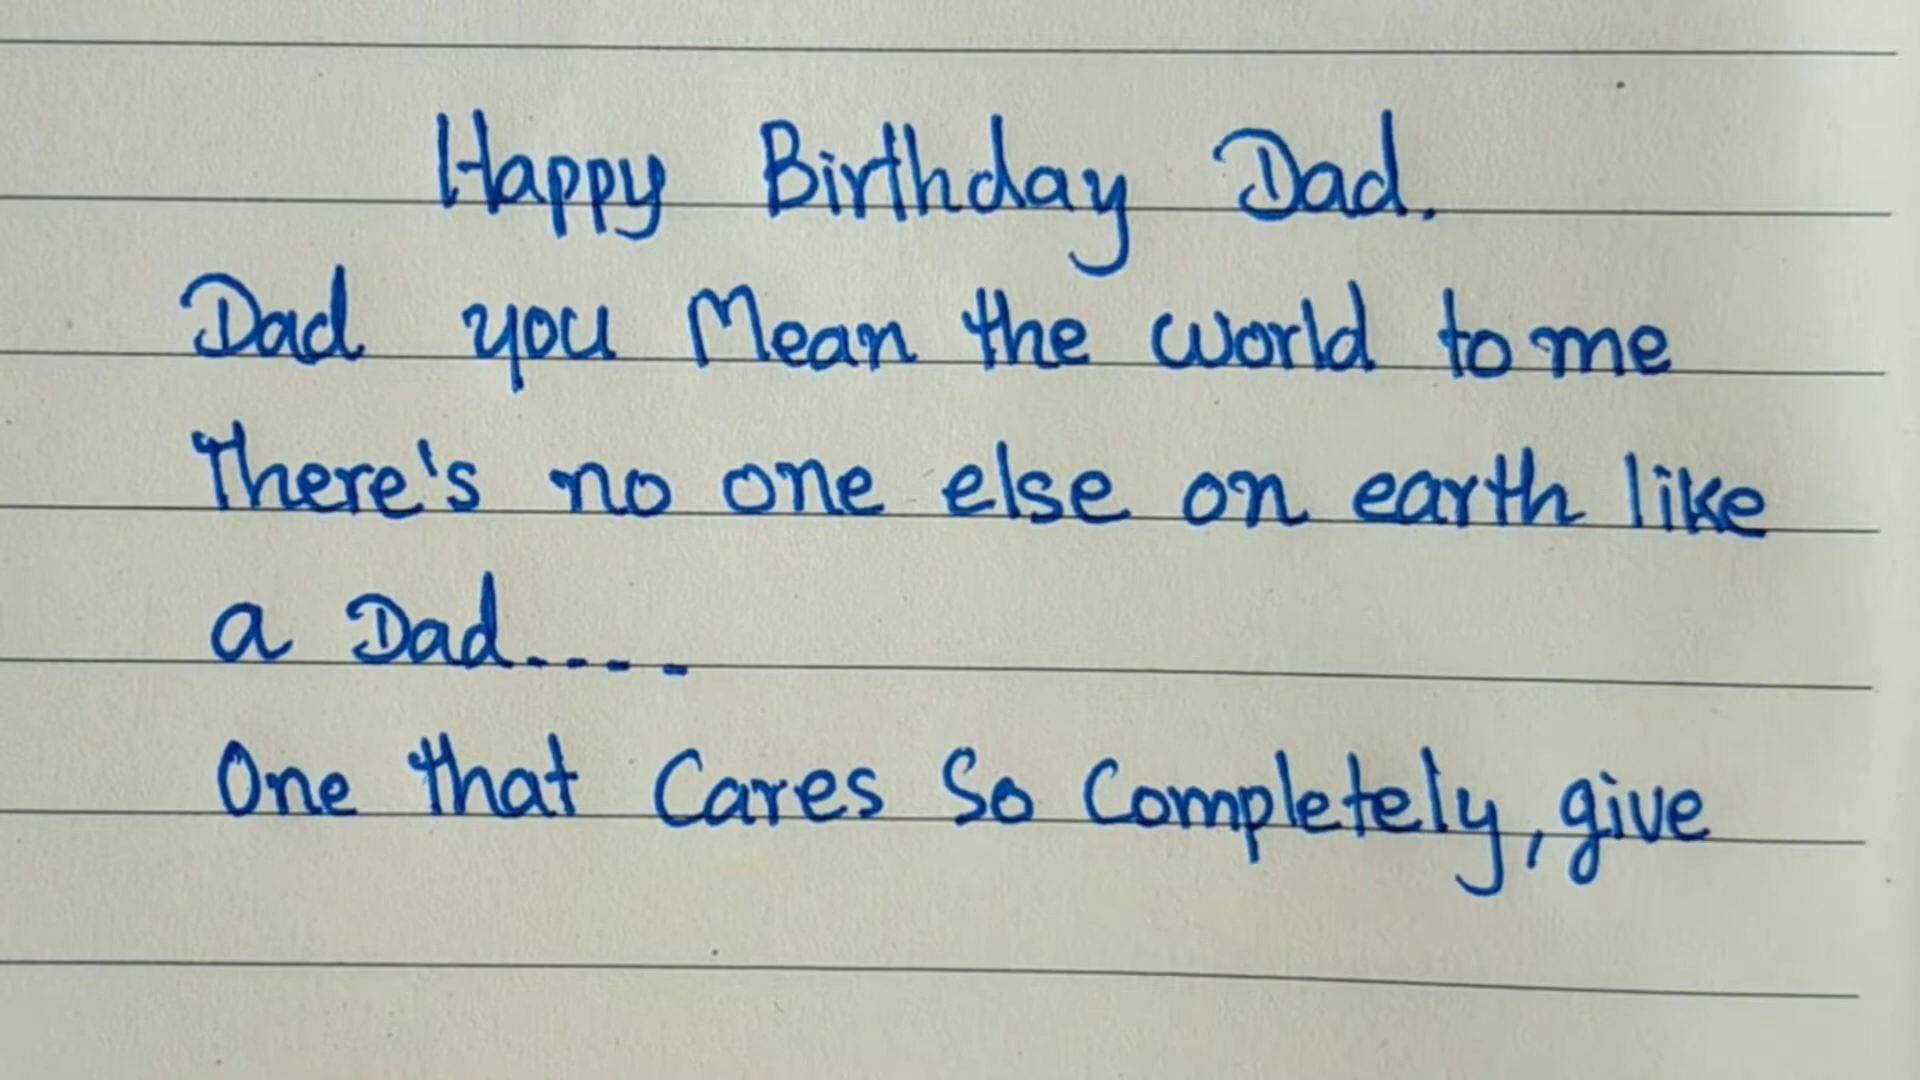 Happy Birthday Dad.
Dad you Mean the world to me
There's no one else on earth like
a Dad....
One that Cares So Completely, give